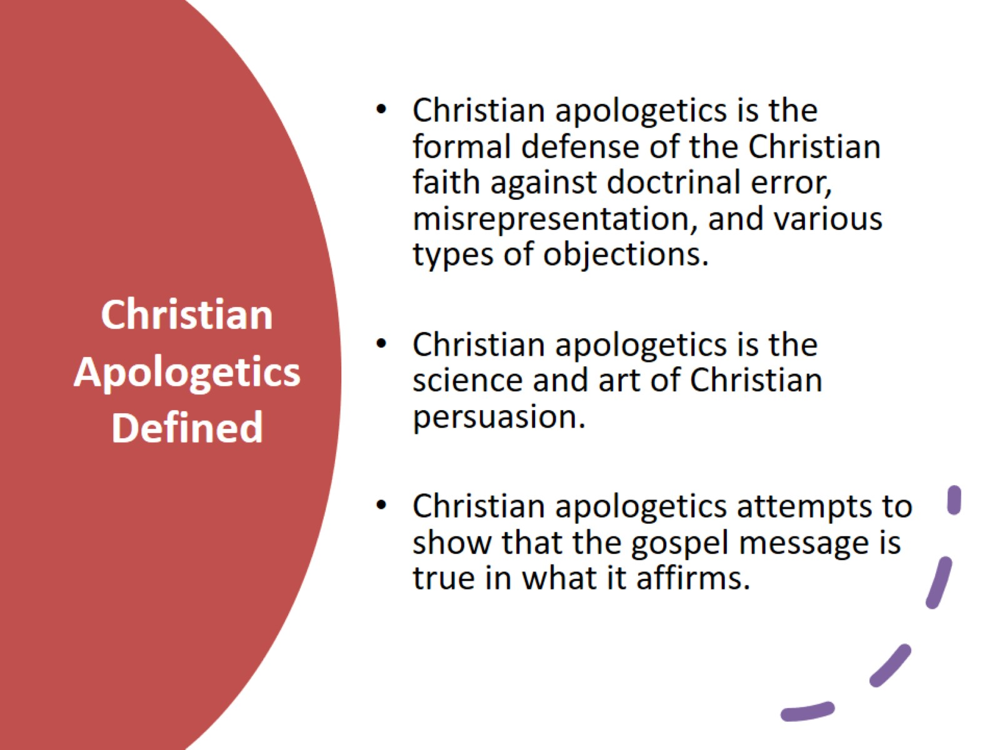 Christian
Apologetics
Defined
• Christian apologetics is the
formal defense of the Christian
faith against doctrinal error,
misrepresentation, and various
types of objections.
• Christian apologetics is the
science and art of Christian
persuasion.
• Christian apologetics attempts to
show that the gospel message is
true in what it affirms.